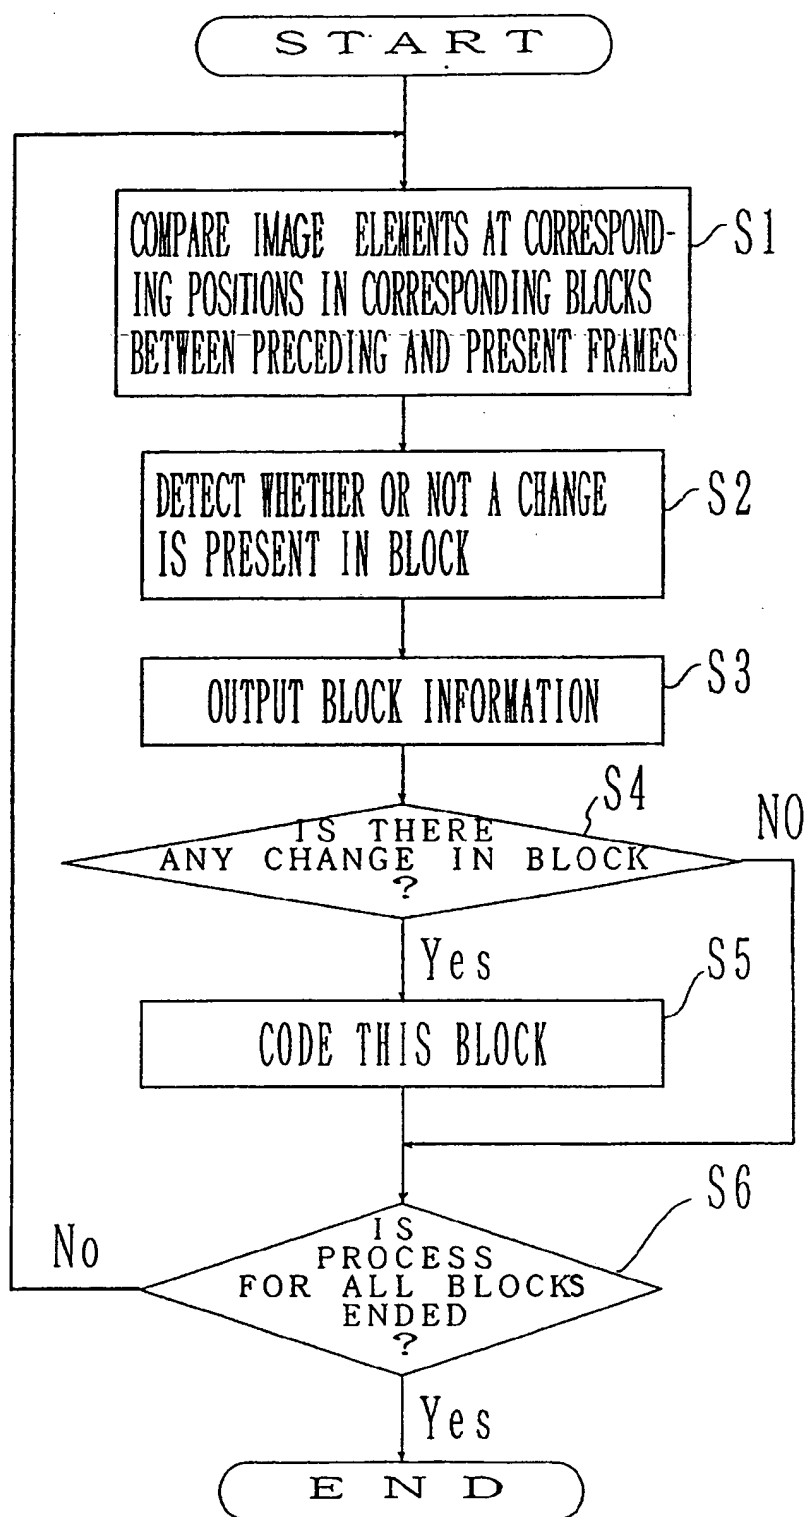 START
COMPARE IMAGE ELEMENTS AT CORRESPOND-
ING POSITIONS IN CORRESPONDING BLOCKS
BETWEEN PRECEDING AND PRESENT FRAMES
S1
DETECT WHETHER OR NOT A CHANGE
IS PRESENT IN BLOCK
S2
OUTPUT BLOCK INFORMATION
S3
IS THERE
ANY CHANGE IN BLOCK
?
S4
NO
Yes
CODE THIS BLOCK
S5
IS
PROCESS
FOR ALL BLOCKS
ENDED
?
S6
No
Yes
END